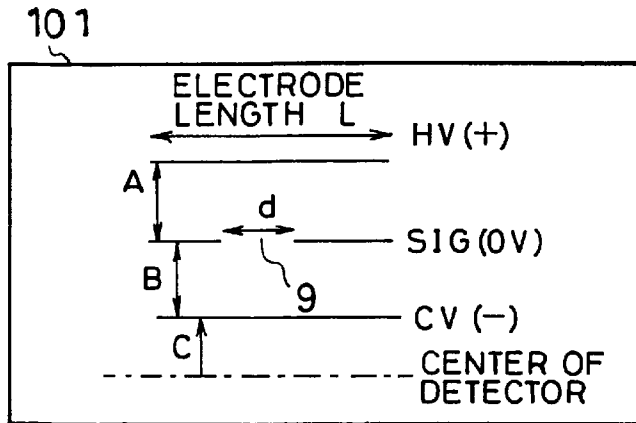 101
ELECTRODE
LENGTH L
HV (+)
A
d
SIG (0V)
B
9
CV (−)
C
CENTER OF
DETECTOR